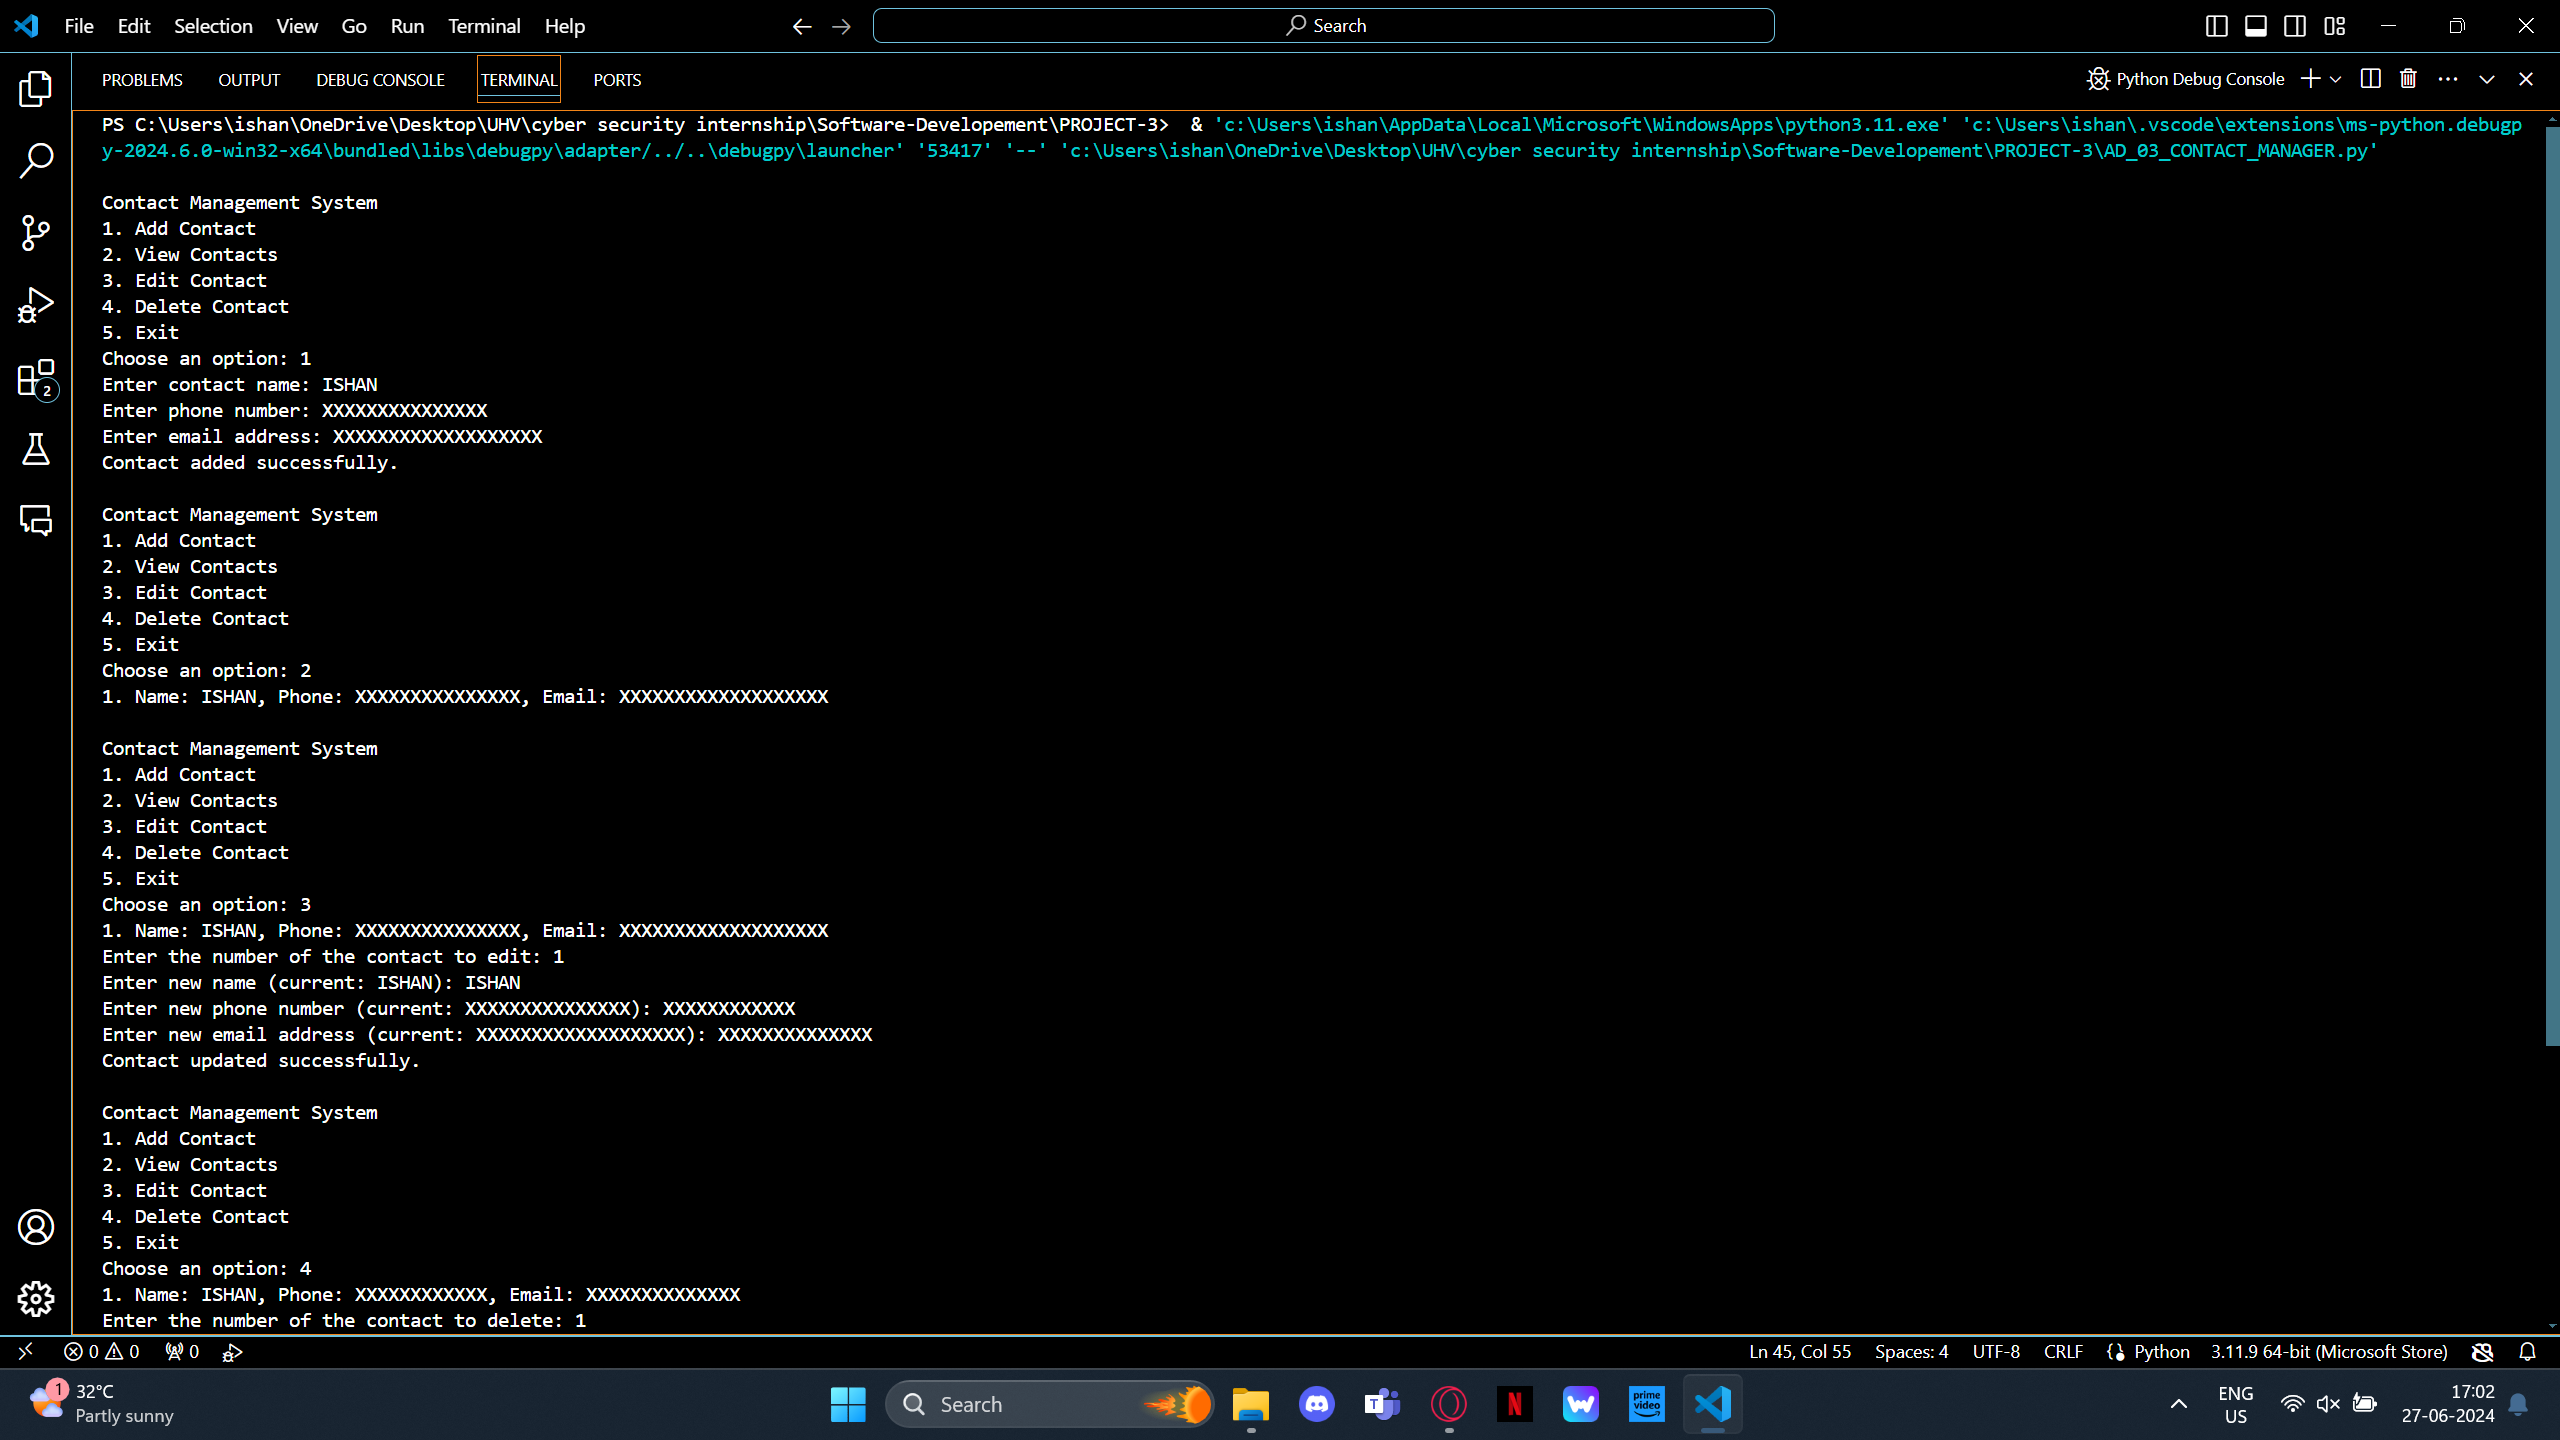 File Edit Selection View Go Run Terminal Help
Search
PROBLEMS OUTPUT DEBUG CONSOLE TERMINAL PORTS
Python Debug Console
PS C:\Users\ishan\OneDrive\Desktop\UHV\cyber security internship\Software-Developement\PROJECT-3>  & 'c:\Users\ishan\AppData\Local\Microsoft\WindowsApps\python3.11.exe' 'c:\Users\ishan\.vscode\extensions\ms-python.debugp
y-2024.6.0-win32-x64\bundled\libs\debugpy\adapter/../..\debugpy\launcher' '53417' '--' 'c:\Users\ishan\OneDrive\Desktop\UHV\cyber security internship\Software-Developement\PROJECT-3\AD_03_CONTACT_MANAGER.py'
Contact Management System
1. Add Contact
2. View Contacts
3. Edit Contact
4. Delete Contact
5. Exit
Choose an option: 1
Enter contact name: ISHAN
Enter phone number: XXXXXXXXXXXXXXX
Enter email address: XXXXXXXXXXXXXXXXXXX
Contact added successfully.
Contact Management System
1. Add Contact
2. View Contacts
3. Edit Contact
4. Delete Contact
5. Exit
Choose an option: 2
1. Name: ISHAN, Phone: XXXXXXXXXXXXXXX, Email: XXXXXXXXXXXXXXXXXXX
Contact Management System
1. Add Contact
2. View Contacts
3. Edit Contact
4. Delete Contact
5. Exit
Choose an option: 3
1. Name: ISHAN, Phone: XXXXXXXXXXXXXXX, Email: XXXXXXXXXXXXXXXXXXX
Enter the number of the contact to edit: 1
Enter new name (current: ISHAN): ISHAN
Enter new phone number (current: XXXXXXXXXXXXXXX): XXXXXXXXXXXX
Enter new email address (current: XXXXXXXXXXXXXXXXXXX): XXXXXXXXXXXXXX
Contact updated successfully.
Contact Management System
1. Add Contact
2. View Contacts
3. Edit Contact
4. Delete Contact
5. Exit
Choose an option: 4
1. Name: ISHAN, Phone: XXXXXXXXXXXX, Email: XXXXXXXXXXXXXX
Enter the number of the contact to delete: 1
2
0 0 0 Ln 45, Col 55 Spaces: 4 UTF-8 CRLF Python 3.11.9 64-bit (Microsoft Store)
1 32°C
Partly sunny
Search
prime video
ENG
US
17:02
27-06-2024